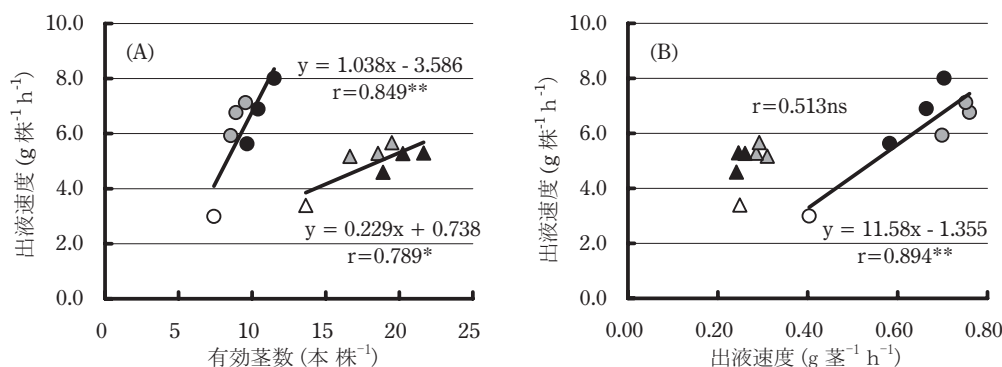 (A)
y = 1.038x - 3.586
r=0.849**
y = 0.229x + 0.738
r=0.789*
出液速度 (g 株⁻¹ h⁻¹)
10.0
8.0
6.0
4.0
2.0
0.0
0 5 10 15 20 25
有効茎数 (本 株⁻¹)
(B)
r=0.513ns
y = 11.58x - 1.355
r=0.894**
出液速度 (g 株⁻¹ h⁻¹)
10.0
8.0
6.0
4.0
2.0
0.0
0.00 0.20 0.40 0.60 0.80
出液速度 (g 茎⁻¹ h⁻¹)